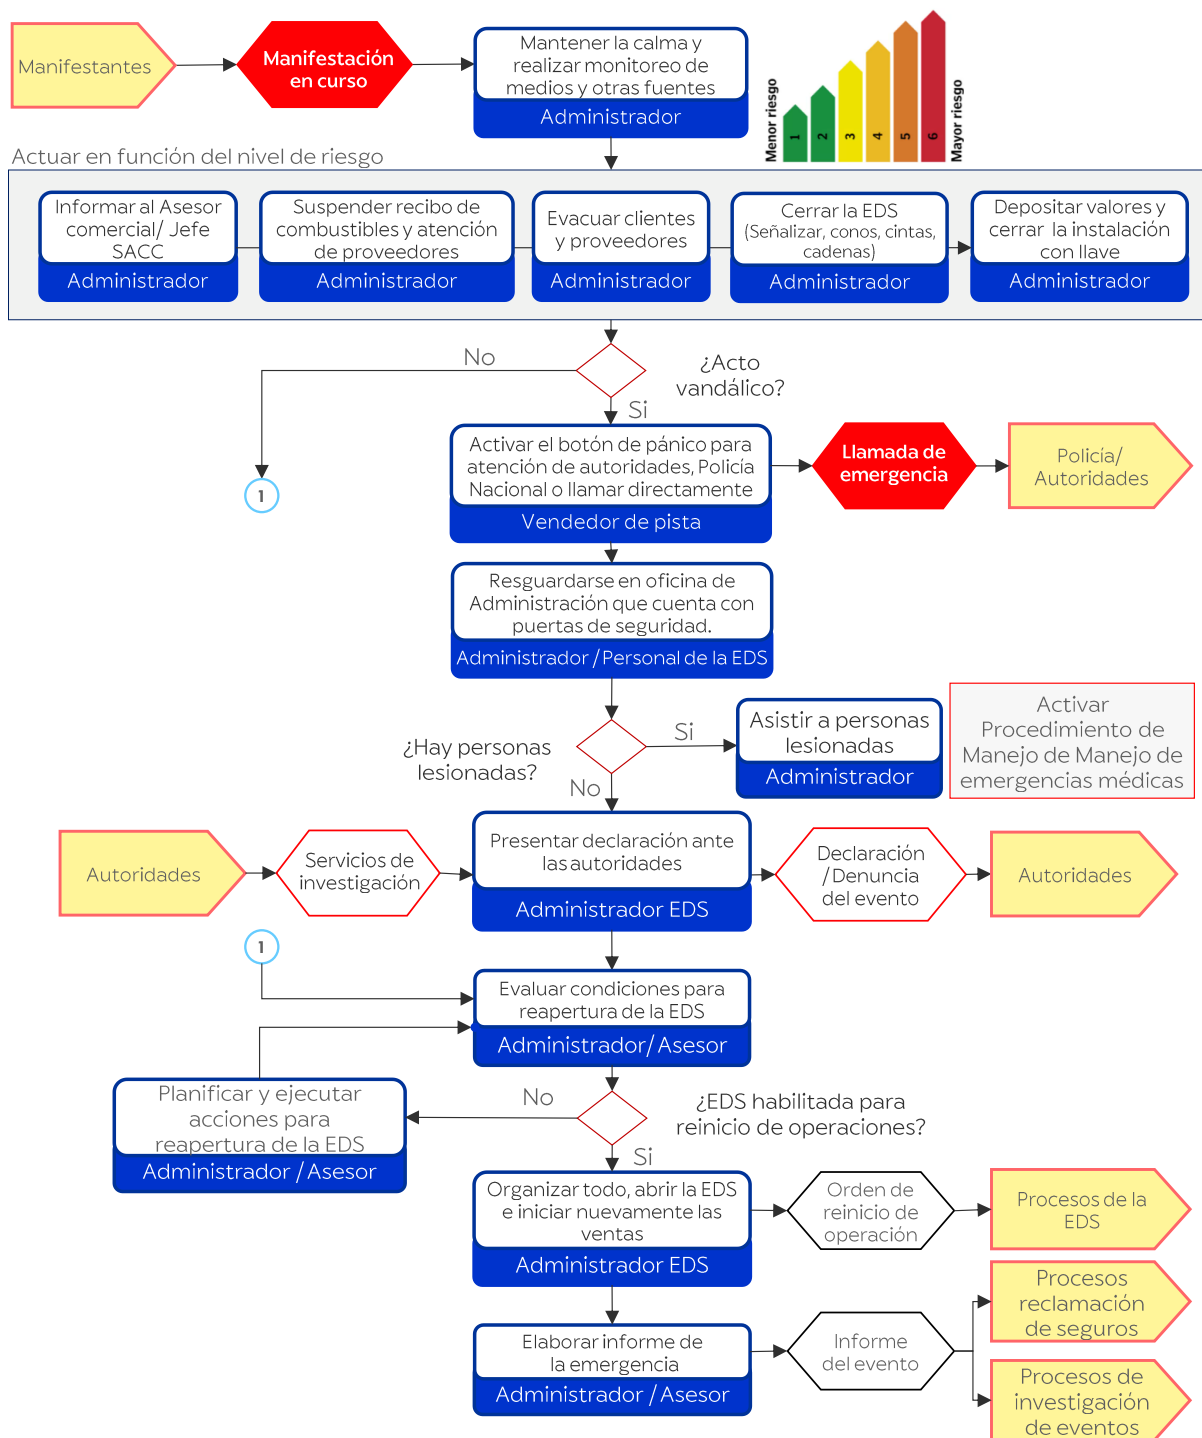 Manifestantes
Manifestación
en curso
Mantener la calma y
realizar monitoreo de
medios y otras fuentes
Administrador
Menor riesgo
1
2
3
4
5
6
Mayor riesgo
Actuar en función del nivel de riesgo
Informar al Asesor
comercial/ Jefe
SACC
Administrador
Suspender recibo de
combustibles y atención
de proveedores
Administrador
Evacuar clientes
y proveedores
Administrador
Cerrar la EDS
(Señalizar, conos, cintas,
cadenas)
Administrador
Depositar valores y
cerrar la instalación
con llave
Administrador
No
¿Acto
vandálico?
Si
1
Activar el botón de pánico para
atención de autoridades, Policía
Nacional o llamar directamente
Vendedor de pista
Llamada de
emergencia
Policía/
Autoridades
Resguardarse en oficina de
Administración que cuenta con
puertas de seguridad.
Administrador / Personal de la EDS
¿Hay personas
lesionadas?
Si
No
Asistir a personas
lesionadas
Administrador
Activar
Procedimiento de
Manejo de Manejo de
emergencias médicas
Autoridades
Servicios de
investigación
Presentar declaración ante
las autoridades
Administrador EDS
Declaración
/Denuncia
del evento
Autoridades
1
Evaluar condiciones para
reapertura de la EDS
Administrador/ Asesor
Planificar y ejecutar
acciones para
reapertura de la EDS
Administrador / Asesor
No
¿EDS habilitada para
reinicio de operaciones?
Si
Organizar todo, abrir la EDS
e iniciar nuevamente las
ventas
Administrador EDS
Orden de
reinicio de
operación
Procesos de la
EDS
Elaborar informe de
la emergencia
Administrador / Asesor
Informe
del evento
Procesos
reclamación
de seguros
Procesos de
investigación
de eventos